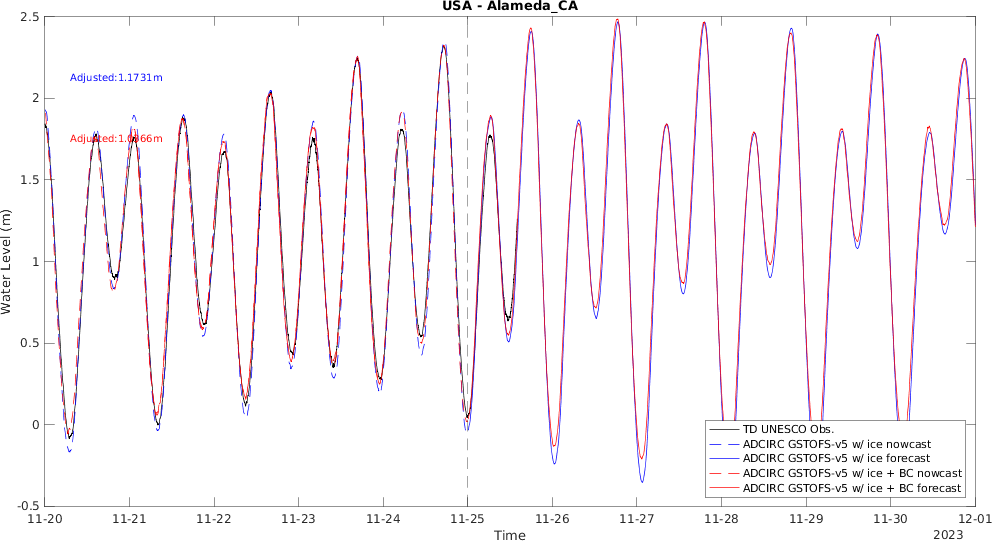 USA - Alameda_CA
2.5
2
1.5
1
0.5
0
-0.5
Water Level (m)
Adjusted:1.1731m
TD UNESCO Obs.
ADCIRC GSTOFS-v5 w/ ice nowcast
ADCIRC GSTOFS-v5 w/ ice forecast
ADCIRC GSTOFS-v5 w/ ice + BC nowcast
ADCIRC GSTOFS-v5 w/ ice + BC forecast
11-20 11-21 11-22 11-23 11-24 11-25 11-26 11-27 11-28 11-29 11-30 12-01
Time
2023